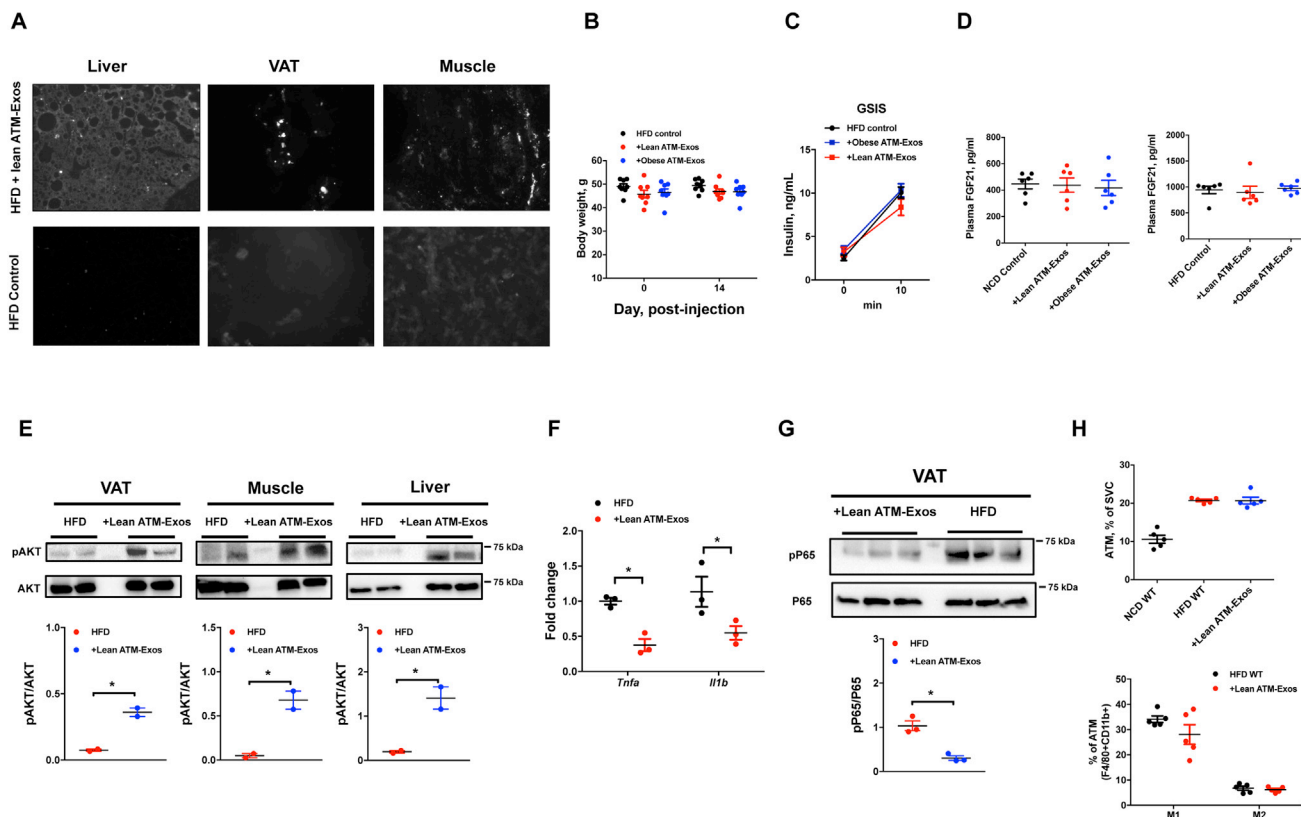 A
Liver
VAT
Muscle
HFD + lean ATM-Exos
HFD Control
B
HFD control
+Lean ATM-Exos
+Obese ATM-Exos
Body weight, g
60
50
40
30
20
10
0
14
Day, post-injection
C
GSIS
HFD control
+Obese ATM-Exos
+Lean ATM-Exos
Insulin, ng/mL
15
10
5
0
0
10
min
D
Plasma FGF21, pg/ml
800
600
400
200
0
NCD Control
+Lean ATM-Exos
+Obese ATM-Exos
Plasma FGF21, pg/ml
2000
1500
1000
500
0
HFD Control
+Lean ATM-Exos
+Obese ATM-Exos
E
VAT
Muscle
Liver
HFD
+Lean ATM-Exos
HFD
+Lean ATM-Exos
HFD
+Lean ATM-Exos
pAKT
75 kDa
AKT
75 kDa
HFD
+Lean ATM-Exos
pAKT/AKT
1.0
0.5
0.0
*
HFD
+Lean ATM-Exos
pAKT/AKT
1.5
1.0
0.5
0.0
*
HFD
+Lean ATM-Exos
pAKT/AKT
3
2
1
0
*
F
HFD
+Lean ATM-Exos
Fold change
2.0
1.5
1.0
0.5
0.0
*
*
Tnfa
Il1b
G
VAT
+Lean ATM-Exos
HFD
pP65
75 kDa
P65
75 kDa
HFD
+Lean ATM-Exos
pP65/P65
3
2
1
0
*
H
ATM, % of SVC
30
20
10
0
NCD WT
HFD WT
+Lean ATM-Exos
HFD WT
+Lean ATM-Exos
% of ATM
(F4/80+CD11b+)
50
40
30
20
10
0
M1
M2